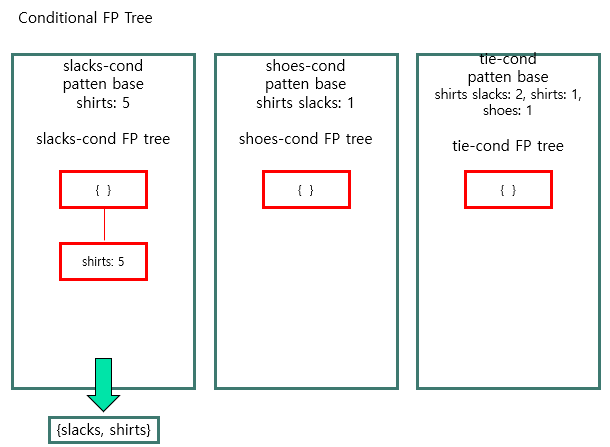 Conditional FP Tree
slacks-cond
patten base
shirts: 5
slacks-cond FP tree
{ }
shirts: 5
{slacks, shirts}
shoes-cond
patten base
shirts slacks: 1
shoes-cond FP tree
{ }
tie-cond
patten base
shirts slacks: 2, shirts: 1,
shoes: 1
tie-cond FP tree
{ }